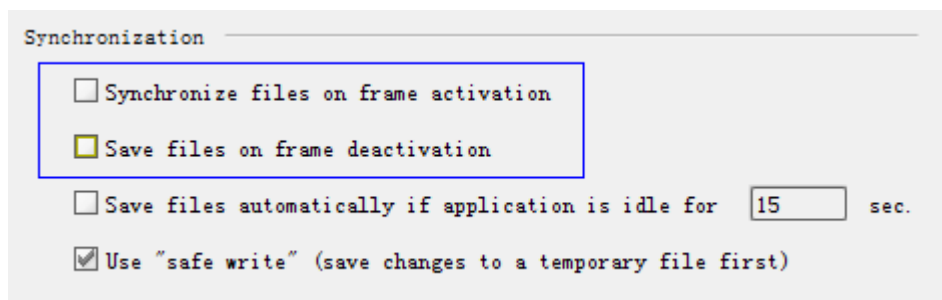 Synchronization
Synchronize files on frame activation
Save files on frame deactivation
Save files automatically if application is idle for 15 sec.
Use "safe write" (save changes to a temporary file first)